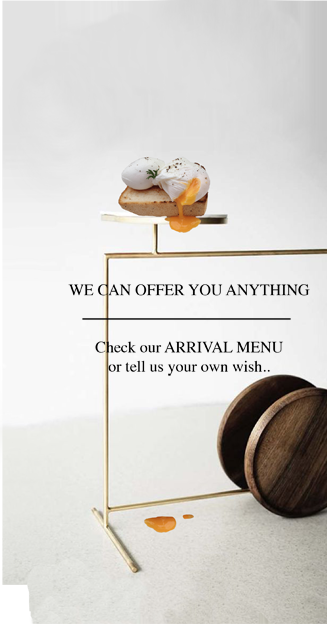 WE CAN OFFER YOU ANYTHING
Check our ARRIVAL MENU
or tell us your own wish..